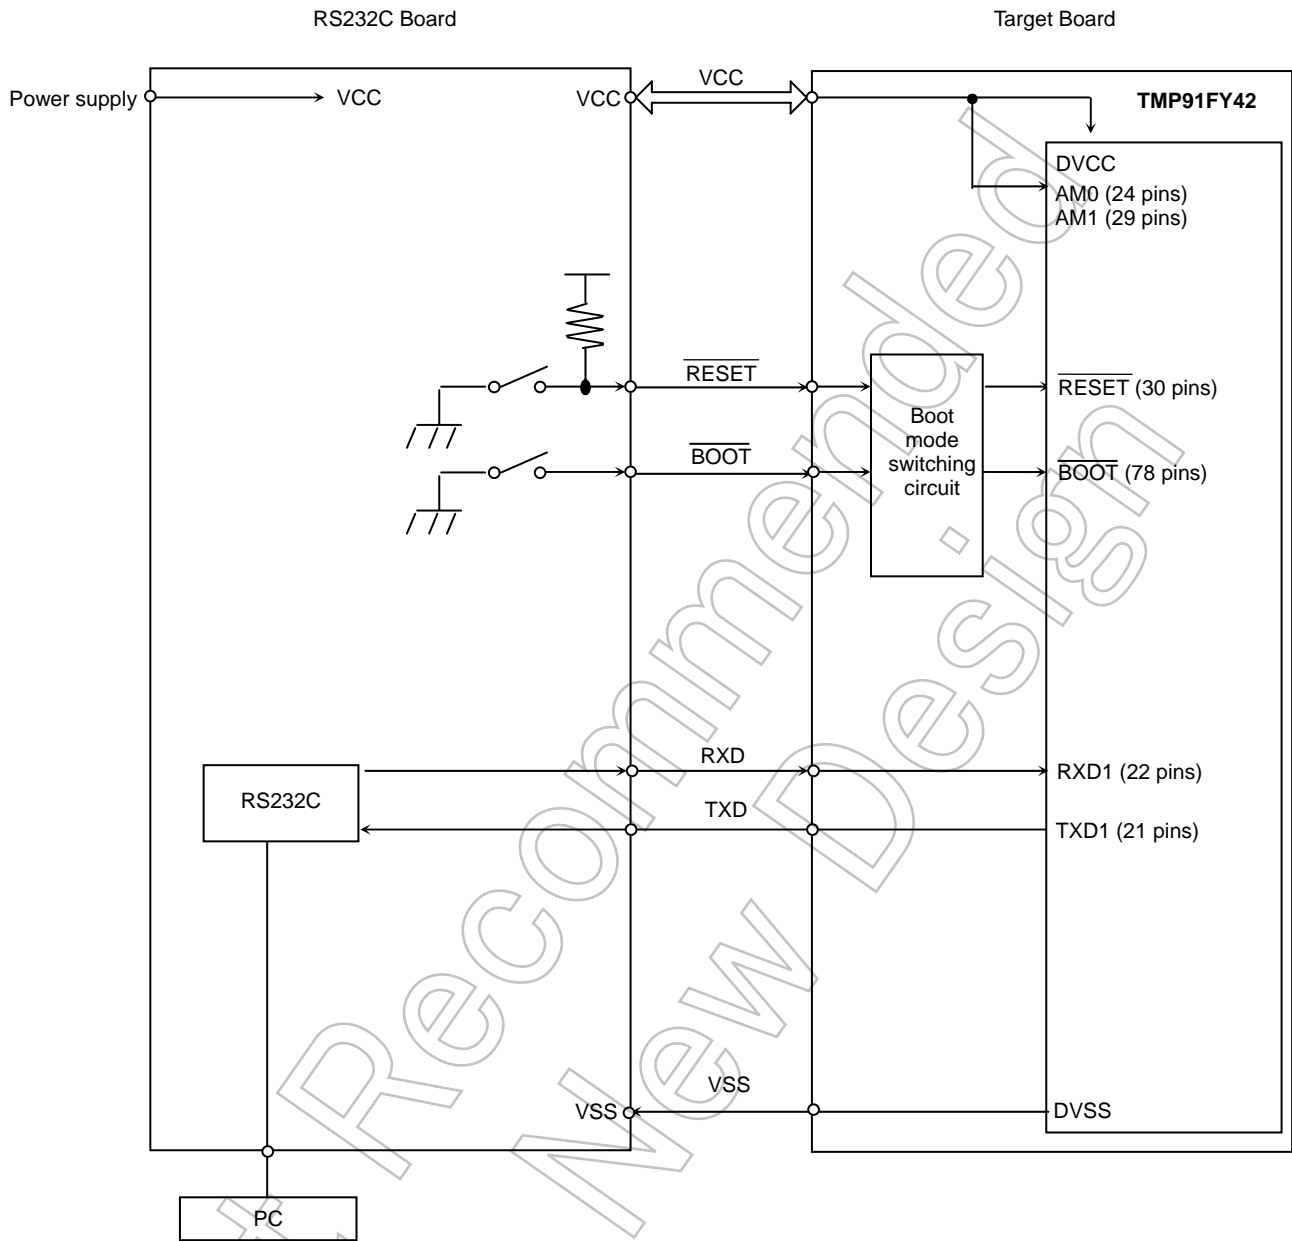 RS232C Board
Target Board
Power supply
VCC
VCC
VCC
TMP91FY42
DVCC
AM0 (24 pins)
AM1 (29 pins)
RESET
RESET (30 pins)
Boot
mode
switching
circuit
BOOT
BOOT (78 pins)
RXD
RXD1 (22 pins)
RS232C
TXD
TXD1 (21 pins)
VSS
VSS
DVSS
PC
t Recommended
New Design